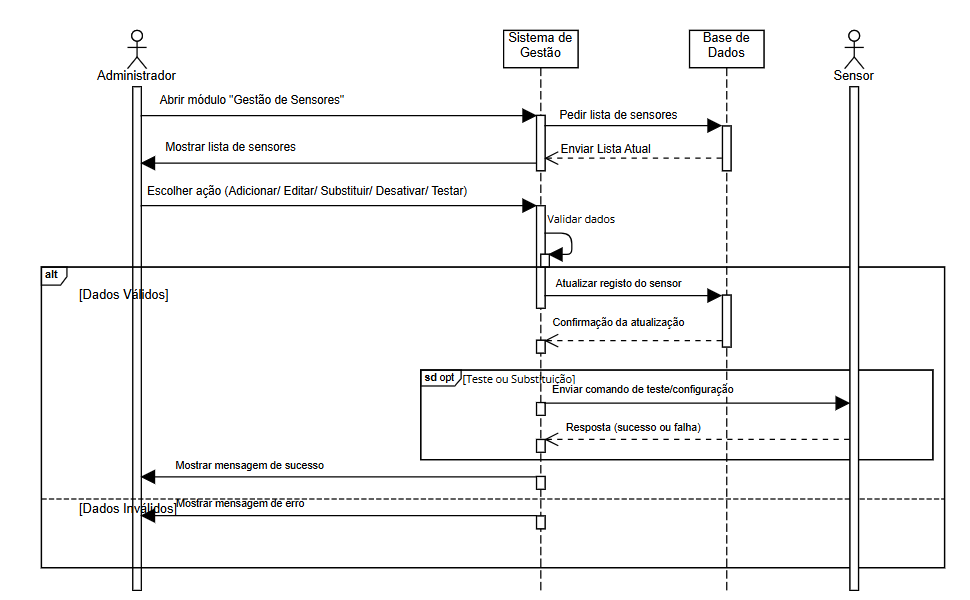 Sistema de
Gestão
Base de
Dados
Administrador
Sensor
Abrir módulo "Gestão de Sensores"
Pedir lista de sensores
Mostrar lista de sensores
Enviar Lista Atual
Escolher ação (Adicionar/ Editar/ Substituir/ Desativar/ Testar)
Validar dados
alt
[Dados Válidos]
Atualizar registo do sensor
Confirmação da atualização
sd opt
[Teste ou Substituição]
Enviar comando de teste/configuração
Resposta (sucesso ou falha)
Mostrar mensagem de sucesso
[Dados Inválidos]
Mostrar mensagem de erro